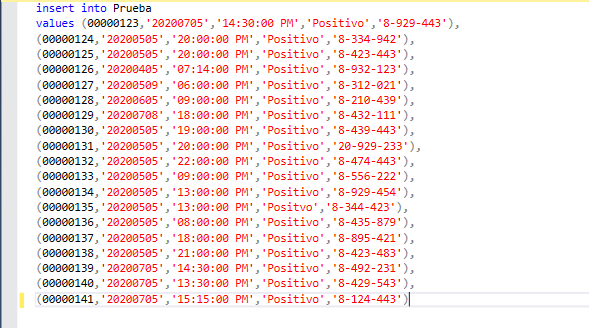 insert into Prueba
values (00000123,'20200705','14:30:00 PM','Positivo','8-929-443'),
(00000124,'20200505','20:00:00 PM','Positivo','8-334-942'),
(00000125,'20200505','20:00:00 PM','Positivo','8-423-443'),
(00000126,'20200405','07:14:00 PM','Positivo','8-932-123'),
(00000127,'20200509','06:00:00 PM','Positivo','8-312-021'),
(00000128,'20200605','09:00:00 PM','Positivo','8-210-439'),
(00000129,'20200708','18:00:00 PM','Positivo','8-432-111'),
(00000130,'20200505','19:00:00 PM','Positivo','8-439-443'),
(00000131,'20200505','20:00:00 PM','Positivo','20-929-233'),
(00000132,'20200505','22:00:00 PM','Positivo','8-474-443'),
(00000133,'20200505','09:00:00 PM','Positivo','8-556-222'),
(00000134,'20200505','13:00:00 PM','Positivo','8-929-454'),
(00000135,'20200505','13:00:00 PM','Positvo','8-344-423'),
(00000136,'20200505','08:00:00 PM','Positivo','8-435-879'),
(00000137,'20200505','18:00:00 PM','Positivo','8-895-421'),
(00000138,'20200505','21:00:00 PM','Positivo','8-423-483'),
(00000139,'20200705','14:30:00 PM','Positivo','8-492-231'),
(00000140,'20200705','13:30:00 PM','Positivo','8-429-543'),
(00000141,'20200705','15:15:00 PM','Positivo','8-124-443')